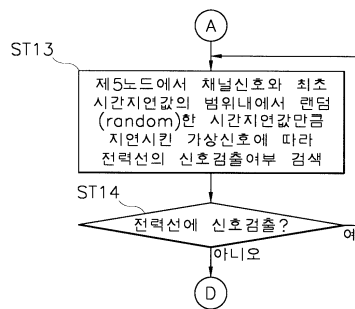 A
ST13
제5노드에서 채널신호와 최초
시간지연값의 범위내에서 랜덤
(random)한 시간지연값만큼
지연시킨 가상신호에 따라
전력선의 신호검출여부 검색
ST14
전력선에 신호검출?
예
아니오
D